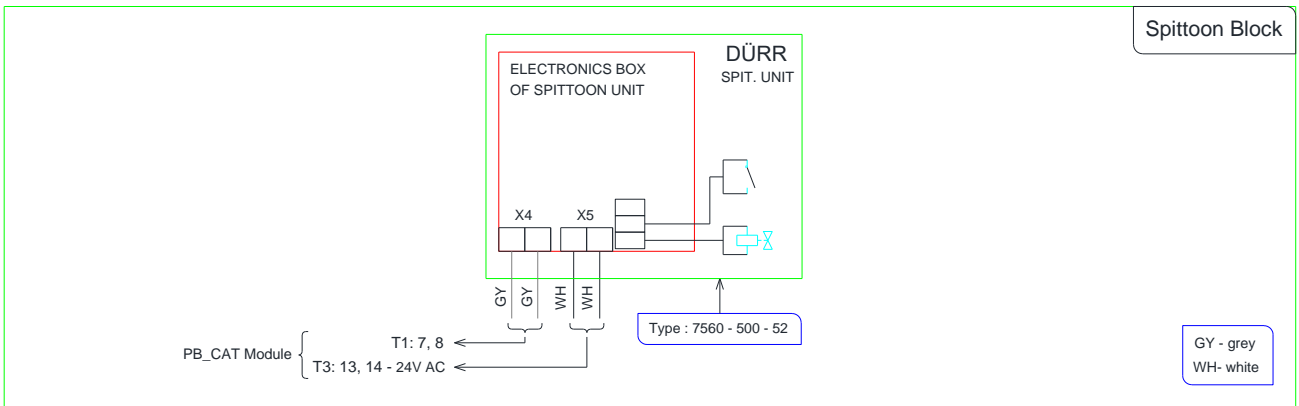 Spittoon Block
DÜRR
SPIT. UNIT
ELECTRONICS BOX
OF SPITTOON UNIT
X4
X5
GY
GY
WH
WH
Type : 7560 - 500 - 52
PB_CAT Module
T1: 7, 8
T3: 13, 14 - 24V AC
GY - grey
WH- white